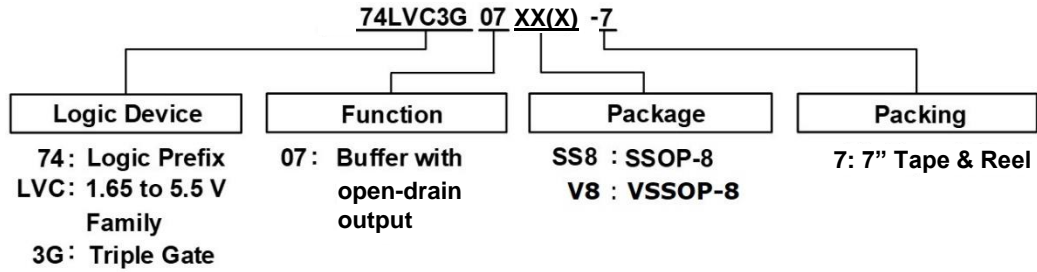 74LVC3G 07 XX(X) -7
Logic Device
74: Logic Prefix
LVC: 1.65 to 5.5 V
Family
3G: Triple Gate
Function
07: Buffer with
open-drain
output
Package
SS8 : SSOP-8
V8 : VSSOP-8
Packing
7: 7” Tape & Reel